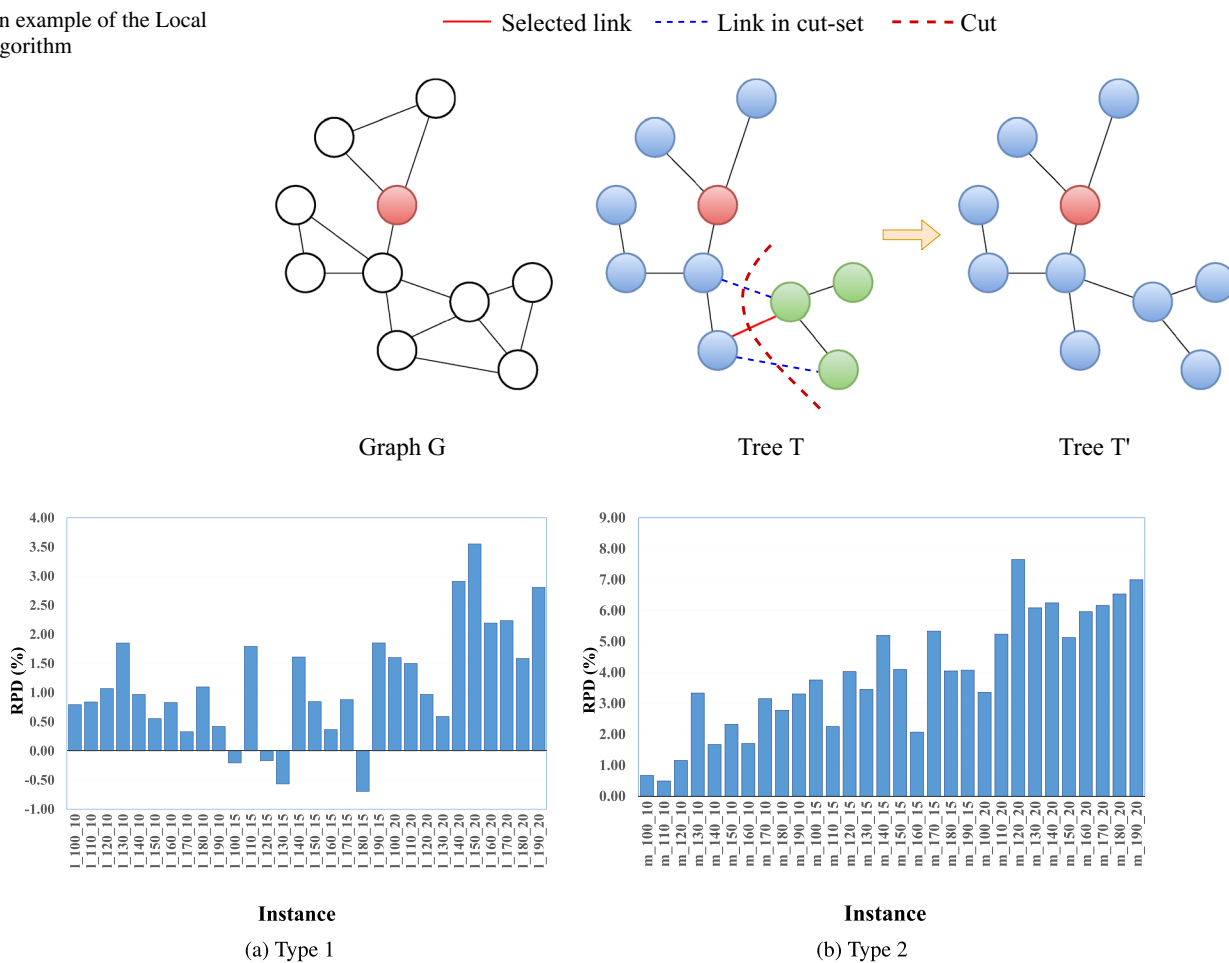 n example of the Local
gorithm
Selected link
Link in cut-set
Cut
Graph G
Tree T
Tree T'
4.00
3.50
3.00
2.50
2.00
1.50
1.00
0.50
0.00
-0.50
-1.00
RPD (%)
l_100_10
l_110_10
l_120_10
l_130_10
l_140_10
l_150_10
l_160_10
l_170_10
l_180_10
l_190_10
l_100_15
l_110_15
l_120_15
l_130_15
l_140_15
l_150_15
l_160_15
l_170_15
l_180_15
l_190_15
l_100_20
l_110_20
l_120_20
l_130_20
l_140_20
l_150_20
l_160_20
l_170_20
l_180_20
l_190_20
Instance
(a) Type 1
9.00
8.00
7.00
6.00
5.00
4.00
3.00
2.00
1.00
0.00
RPD (%)
m_100_10
m_110_10
m_120_10
m_130_10
m_140_10
m_150_10
m_160_10
m_170_10
m_180_10
m_190_10
m_100_15
m_110_15
m_120_15
m_130_15
m_140_15
m_150_15
m_160_15
m_170_15
m_180_15
m_190_15
m_100_20
m_110_20
m_120_20
m_130_20
m_140_20
m_150_20
m_160_20
m_170_20
m_180_20
m_190_20
Instance
(b) Type 2